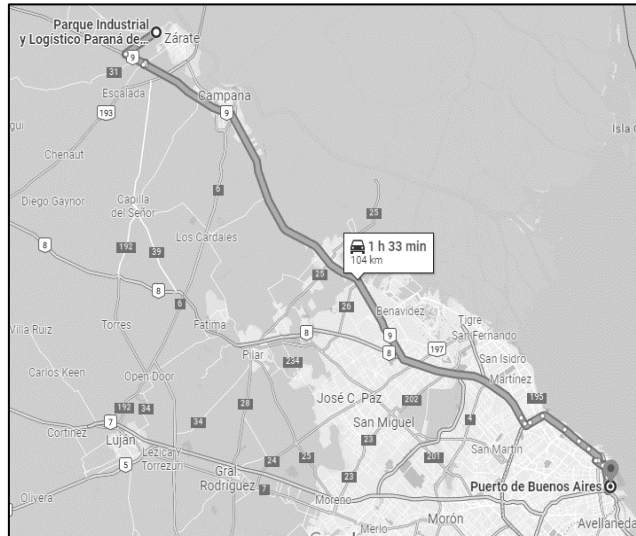 Parque Industrial
y Logístico Paraná de...
Zárate
9
31
Escalada
193
Campana
9
Isla
Chenaut
6
Diego Gaynor
Capilla
del Señor
25
192
39
Los Cardales
8
1 h 33 min
104 km
25
8
6
26
Benavidez
Tigre
Villa Ruiz
Torres
Fátima
8
9
8
197
San Fernando
Pilar
234
San Isidro
Carlos Keen
Open Door
José C. Paz
Martínez
195
192
34
34
28
202
4
Cortinez
7
Luján
San Miguel
23
San Martín
5
Lezica Y
Torrezuri
24
25
201
Gral
Rodríguez
7
23
Puerto de Buenos Aires
Olivera
Moreno
Morón
Avellaneda
Merlo